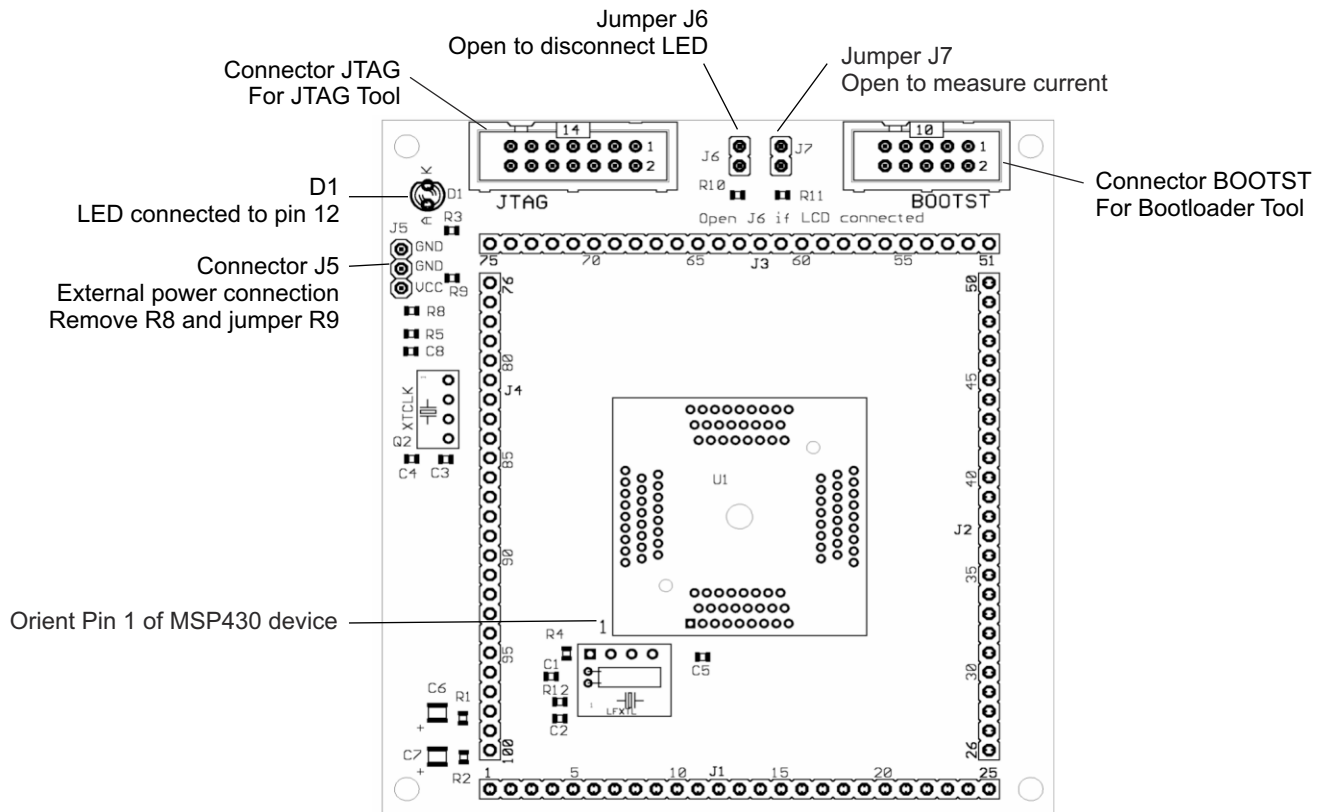 Jumper J6
Open to disconnect LED
Jumper J7
Open to measure current
Connector JTAG
For JTAG Tool
14
1
2
J6
J7
10
1
2
R10
R11
JTAG
BOOTST
Open J6 if LCD connected
Connector BOOTST
For Bootloader Tool
D1
LED connected to pin 12
K
D1
A
R3
J5
GND
GND
VCC
Connector J5
External power connection
Remove R8 and jumper R9
R9
R8
R5
C8
75
70
65
J3
60
55
51
76
50
80
J4
45
XTCLK
Q2
C4
C3
85
U1
40
J2
90
35
Orient Pin 1 of MSP430 device
1
R4
C1
R12
C2
LFXTL
C5
95
30
C6
R1
+
C7
R2
+
100
26
1
5
10
J1
15
20
25